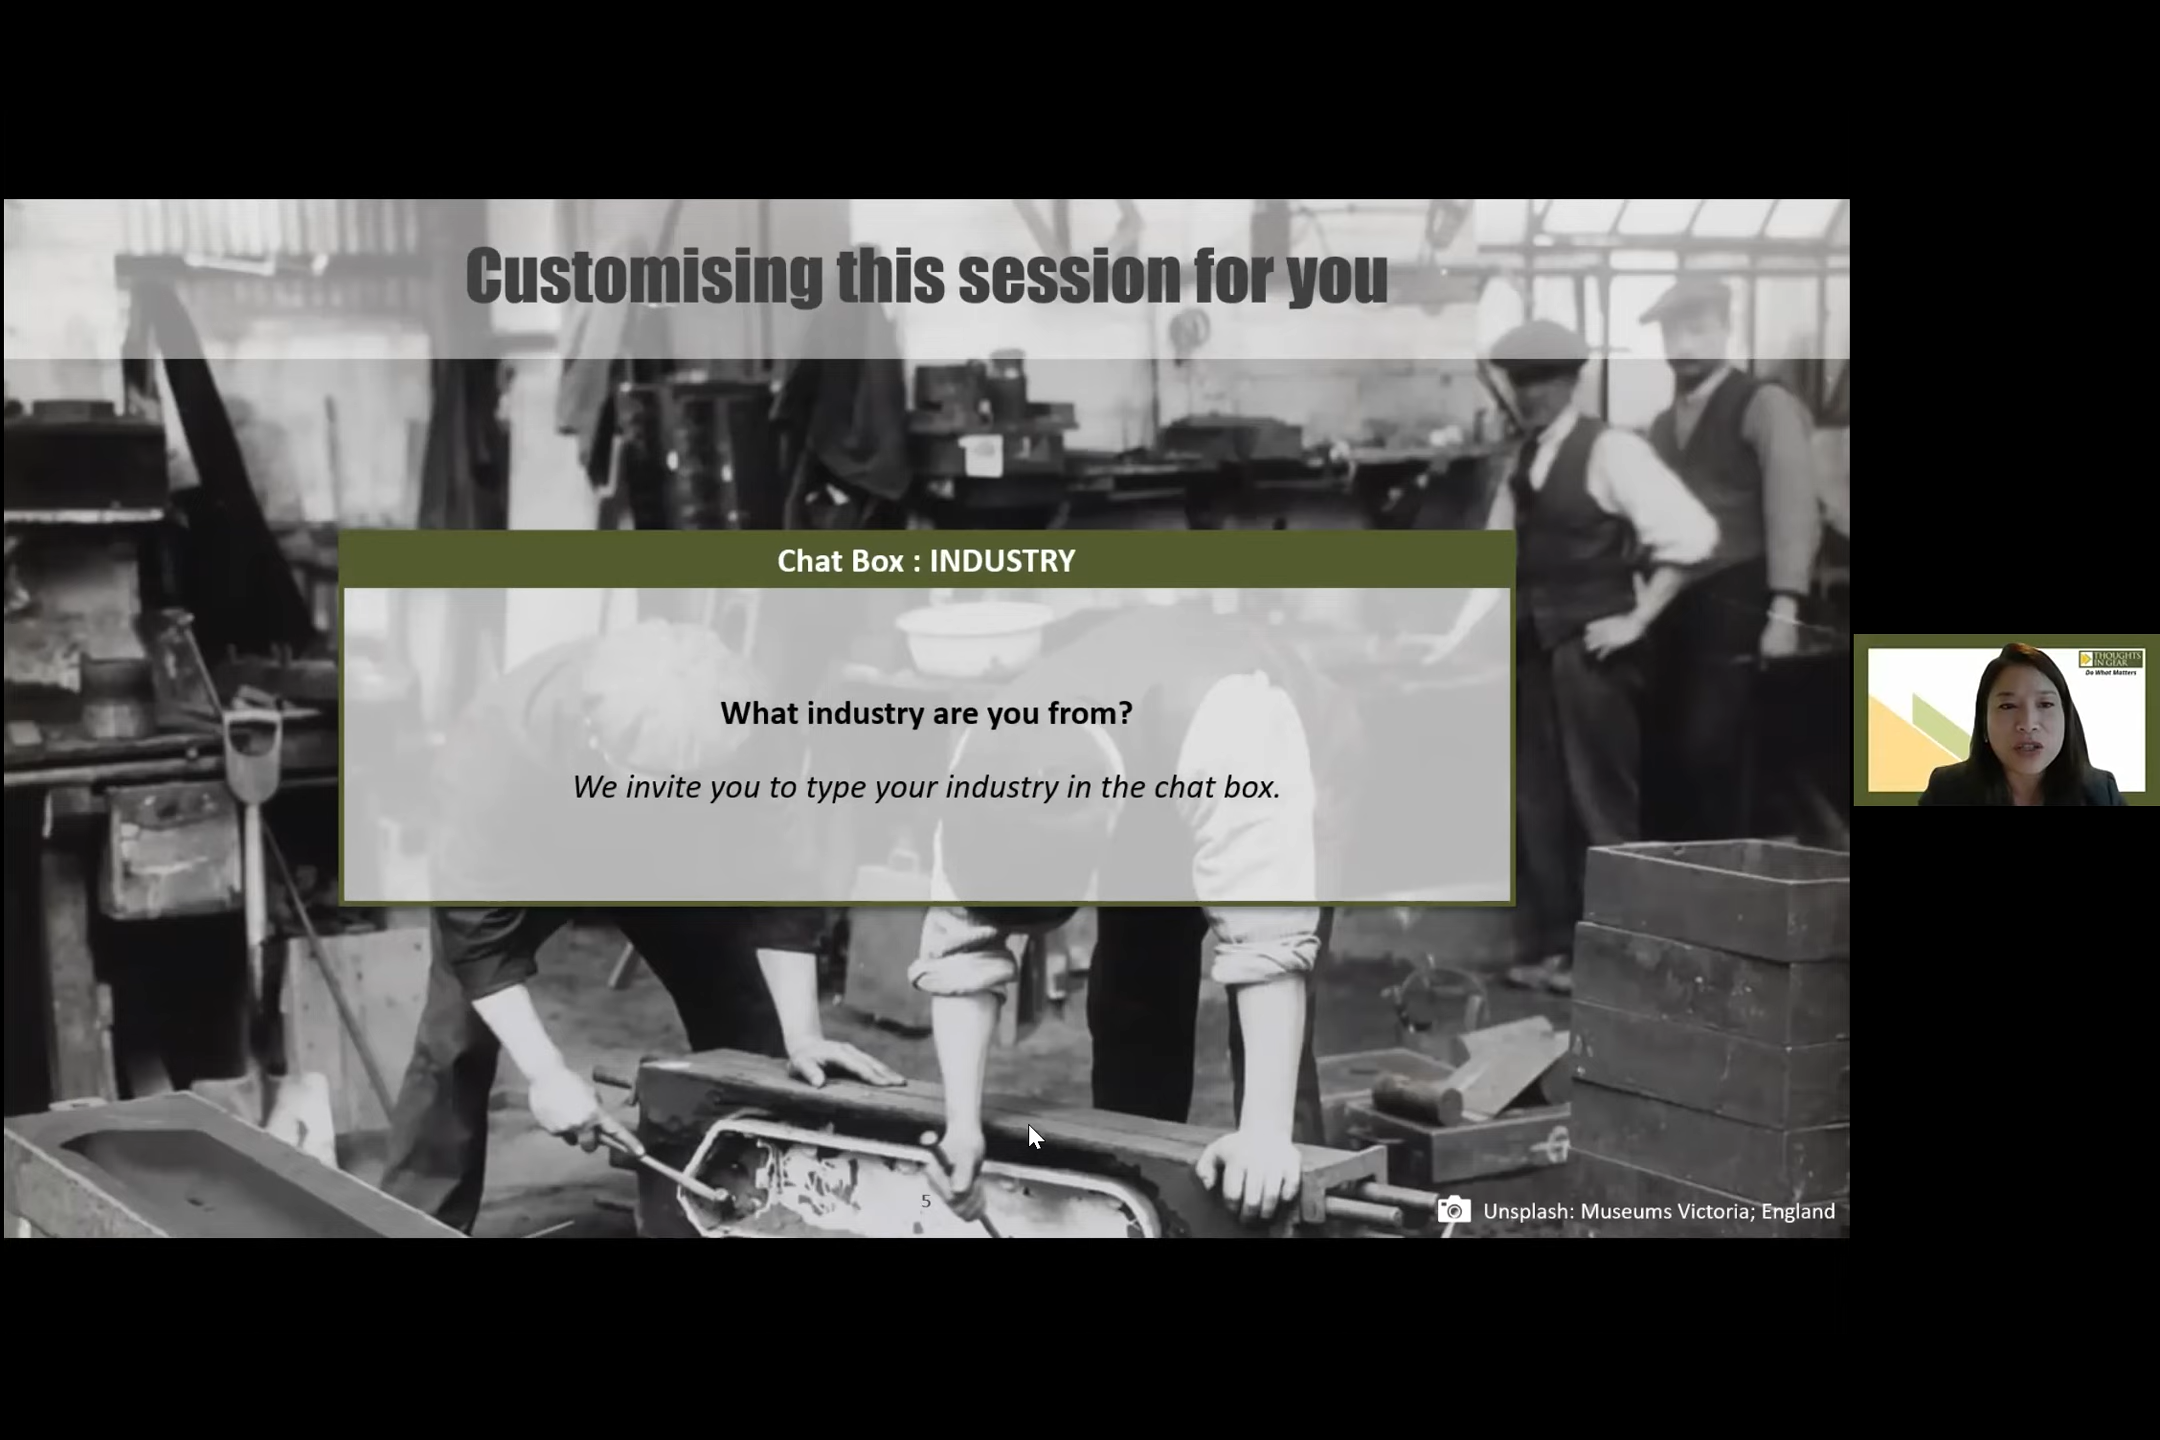 Customising this session for you
Chat Box : INDUSTRY
What industry are you from?
We invite you to type your industry in the chat box.
THOUGHTS
IN GEAR
Do What Matters
5
Unsplash: Museums Victoria; England